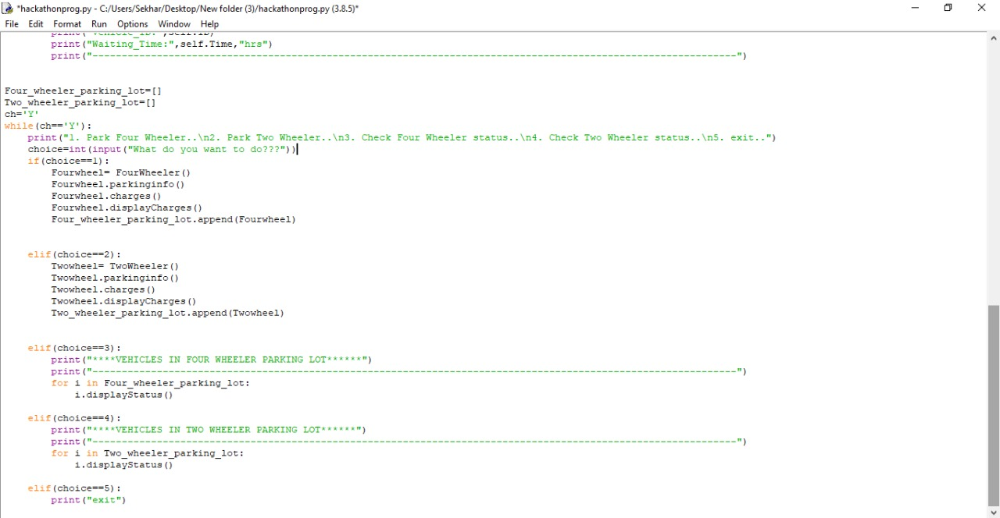 *hackathonprog.py - C:/Users/Sekhar/Desktop/New folder (3)/hackathonprog.py (3.8.5)*
File Edit Format Run Options Window Help
print("Vehicle_ID:",self.ID)
print("Waiting_Time:",self.Time,"hrs")
print("--------------------------------------------------------------------------------------------------------------")
Four_wheeler_parking_lot=[]
Two_wheeler_parking_lot=[]
ch='Y'
while(ch=='Y'):
print("1. Park Four Wheeler..\n2. Park Two Wheeler..\n3. Check Four Wheeler status..\n4. Check Two Wheeler status..\n5. exit..")
choice=int(input("What do you want to do???"))
if(choice==1):
Fourwheel= FourWheeler()
Fourwheel.parkinginfo()
Fourwheel.charges()
Fourwheel.displayCharges()
Four_wheeler_parking_lot.append(Fourwheel)
elif(choice==2):
Twowheel= TwoWheeler()
Twowheel.parkinginfo()
Twowheel.charges()
Twowheel.displayCharges()
Two_wheeler_parking_lot.append(Twowheel)
elif(choice==3):
print("****VEHICLES IN FOUR WHEELER PARKING LOT******")
print("--------------------------------------------------------------------------------------------------------------")
for i in Four_wheeler_parking_lot:
i.displayStatus()
elif(choice==4):
print("****VEHICLES IN TWO WHEELER PARKING LOT******")
print("--------------------------------------------------------------------------------------------------------------")
for i in Two_wheeler_parking_lot:
i.displayStatus()
elif(choice==5):
print("exit")